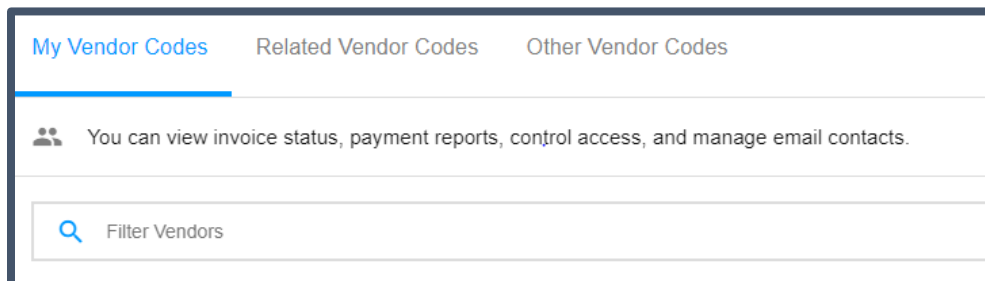 My Vendor Codes Related Vendor Codes Other Vendor Codes
You can view invoice status, payment reports, control access, and manage email contacts.
Filter Vendors